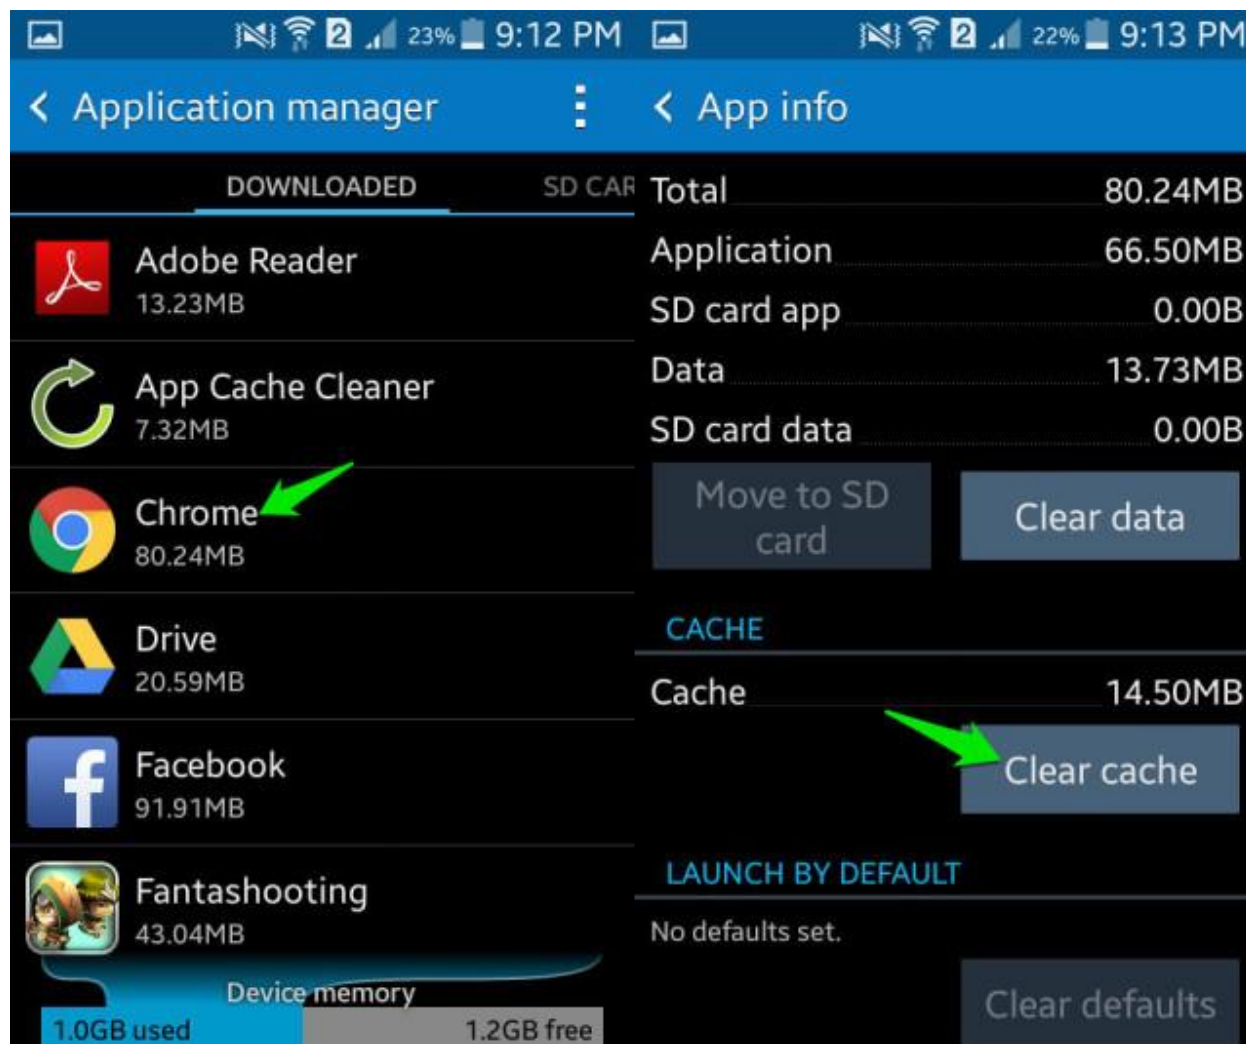 2 23% 9:12 PM
Application manager
DOWNLOADED SD CAR
Adobe Reader
13.23MB
App Cache Cleaner
7.32MB
Chrome
80.24MB
Drive
20.59MB
Facebook
91.91MB
Fantashooting
43.04MB
Device memory
1.0GB used 1.2GB free
2 22% 9:13 PM
App info
Total 80.24MB
Application 66.50MB
SD card app 0.00B
Data 13.73MB
SD card data 0.00B
Move to SD
card
Clear data
CACHE
Cache 14.50MB
Clear cache
LAUNCH BY DEFAULT
No defaults set.
Clear defaults